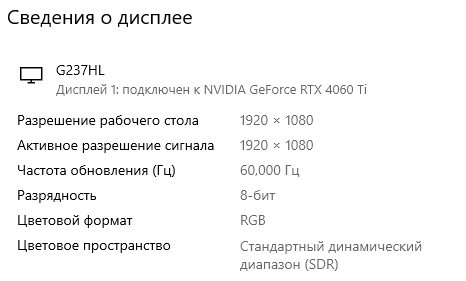 Сведения о дисплее
G237HL
Дисплей 1: подключен к NVIDIA GeForce RTX 4060 Ti
Разрешение рабочего стола 1920 × 1080
Активное разрешение сигнала 1920 × 1080
Частота обновления (Гц) 60,000 Гц
Разрядность 8-бит
Цветовой формат RGB
Цветовое пространство Стандартный динамический
диапазон (SDR)